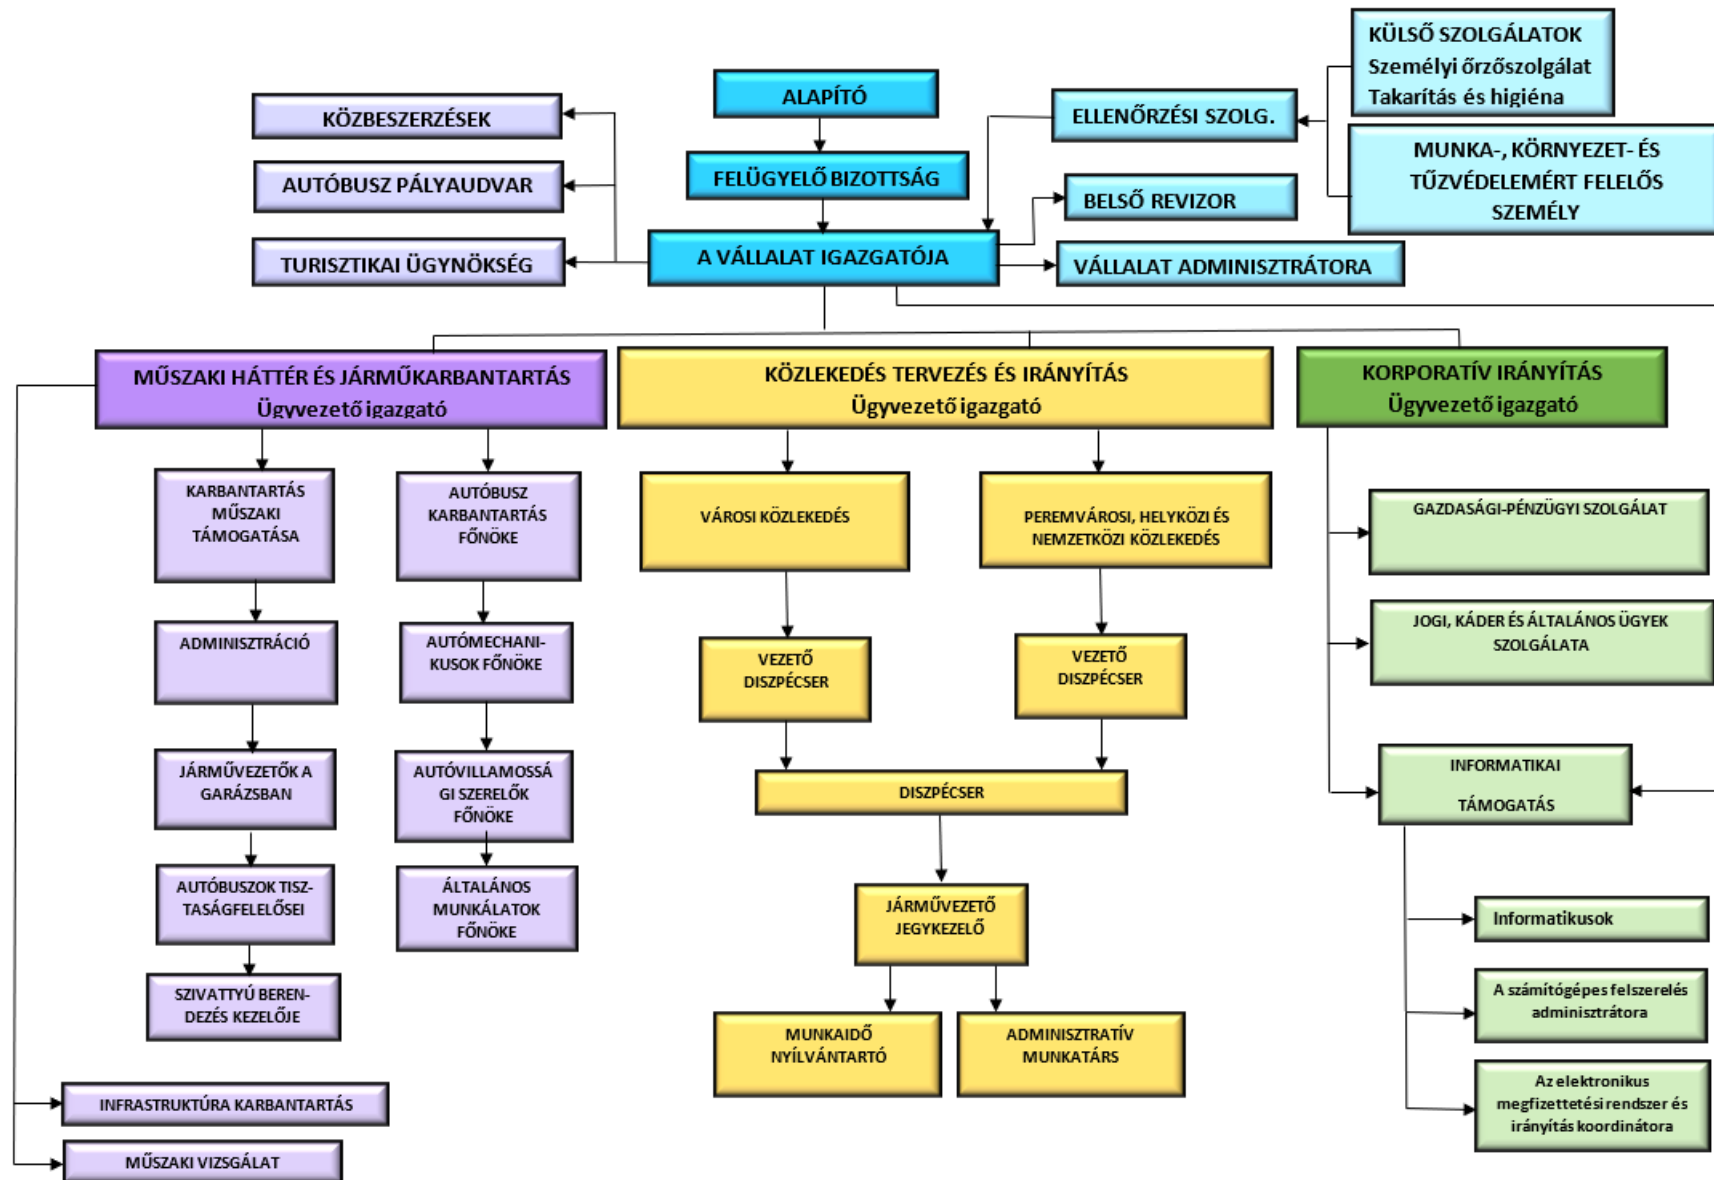 KÜLSŐ SZOLGÁLATOK
Személyi őrzőszolgálat
Takarítás és higiéna
ALAPÍTÓ
KÖZBESZERZÉSEK
ELLENŐRZÉSI SZOLG.
MUNKA-, KÖRNYEZET- ÉS
TŰZVÉDELEMÉRT FELELŐS
SZEMÉLY
FELÜGYELŐ BIZOTTSÁG
AUTÓBUSZ PÁLYAUDVAR
BELSŐ REVIZOR
TURISZTIKAI ÜGYNÖKSÉG
A VÁLLALAT IGAZGATÓJA
VÁLLALAT ADMINISZTRÁTORA
MŰSZAKI HÁTTÉR ÉS JÁRMŰKARBANTARTÁS
Ügyvezető igazgató
KÖZLEKEDÉS TERVEZÉS ÉS IRÁNYÍTÁS
Ügyvezető igazgató
KORPORATÍV IRÁNYÍTÁS
Ügyvezető igazgató
KARBANTARTÁS
MŰSZAKI
TÁMOGATÁSA
AUTÓBUSZ
KARBANTARTÁS
FŐNÖKE
VÁROSI KÖZLEKEDÉS
PEREMVÁROSI, HELYKÖZI ÉS
NEMZETKÖZI KÖZLEKEDÉS
GAZDASÁGI-PÉNZÜGYI SZOLGÁLAT
ADMINISZTRÁCIÓ
AUTÓMECHANI-
KUSOK FŐNÖKE
VEZETŐ
DISZPÉCSER
VEZETŐ
DISZPÉCSER
JOGI, KÁDER ÉS ÁLTALÁNOS ÜGYEK
SZOLGÁLATA
JÁRMŰVEZETŐK A
GARÁZSBAN
AUTÓVILLAMOSSÁ
GI SZERELŐK
FŐNÖKE
DISZPÉCSER
INFORMATIKAI
TÁMOGATÁS
AUTÓBUSZOK TISZ-
TASÁGFELELŐSEI
ÁLTALÁNOS
MUNKÁLATOK
FŐNÖKE
JÁRMŰVEZETŐ
JEGYKEZELŐ
Informatikusok
SZIVATTYÚ BEREN-
DEZÉS KEZELŐJE
MUNKAIDŐ
NYÍLVÁNTARTÓ
ADMINISZTRATÍV
MUNKATÁRS
A számítógépes felszerelés
adminisztrátora
INFRASTRUKTÚRA KARBANTARTÁS
Az elektronikus
megfizettetési rendszer és
irányítás koordinátora
MŰSZAKI VIZSGÁLAT